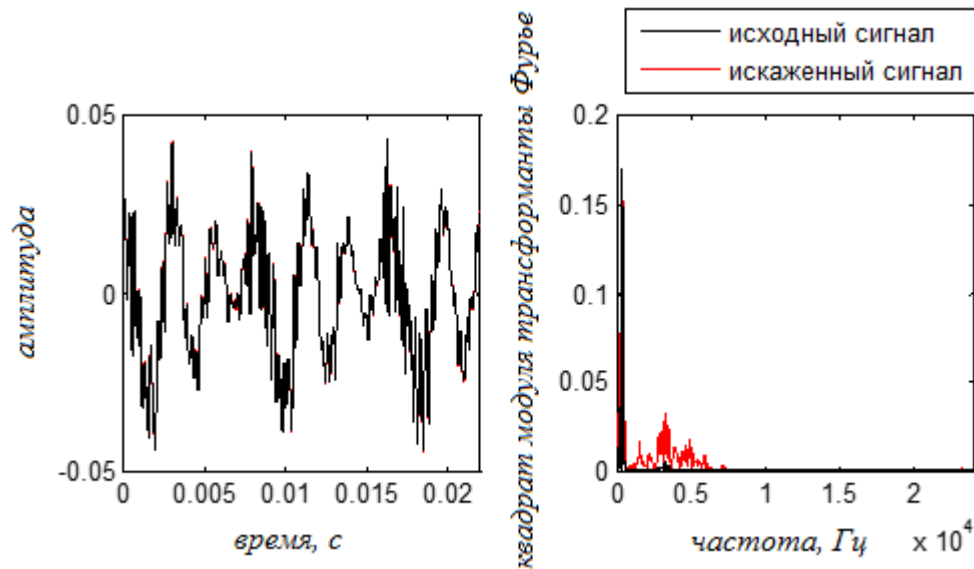 исходный сигнал
искаженный сигнал
амплитуда
0.05
0
-0.05
0
0.005
0.01
0.015
0.02
время, с
квадрат модуля трансформанты Фурье
0.2
0.15
0.1
0.05
0
0
0.5
1
1.5
2
x 10^4
частота, Гц